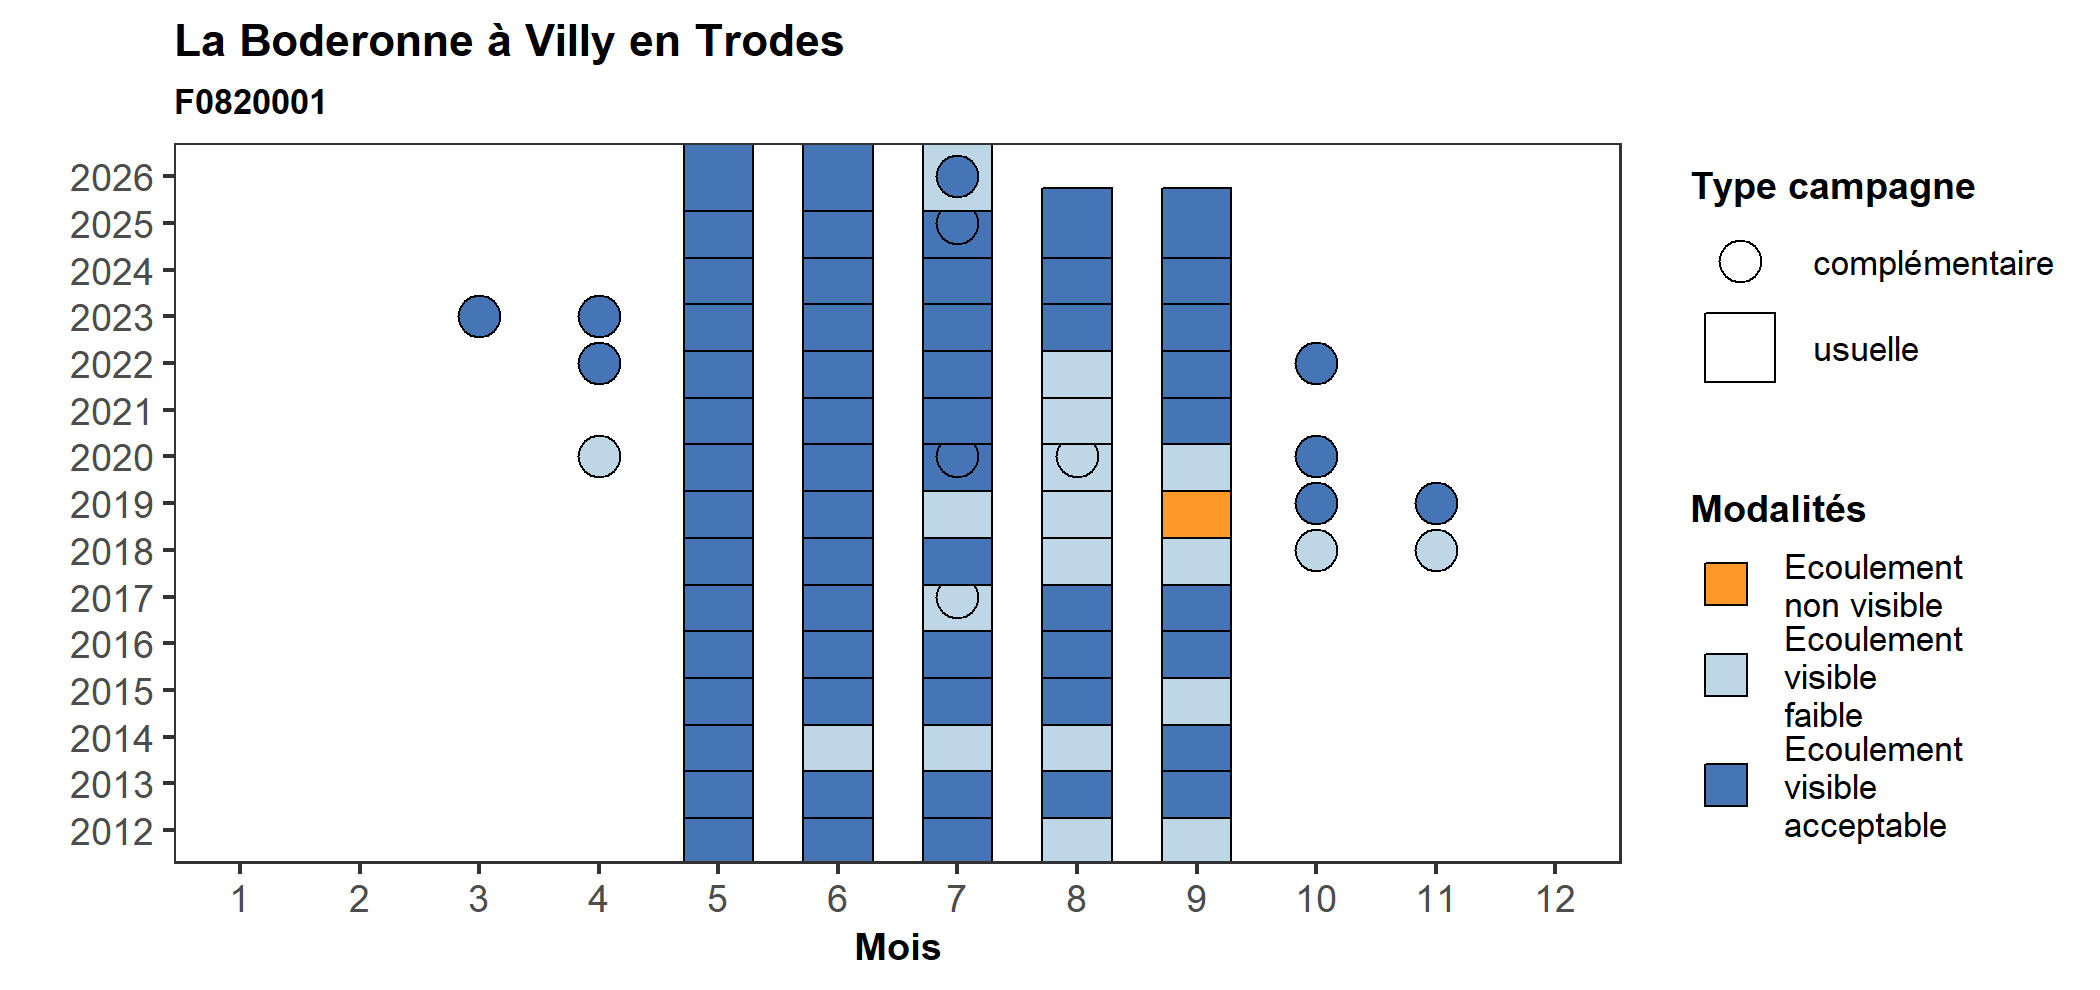 La Boderonne à Villy en Trodes
F0820001
2026
2025
2024
2023
2022
2021
2020
2019
2018
2017
2016
2015
2014
2013
2012
1 2 3 4 5 6 7 8 9 10 11 12
Mois
Type campagne
complémentaire
usuelle
Modalités
Ecoulement
non visible
Ecoulement
visible
faible
Ecoulement
visible
acceptable